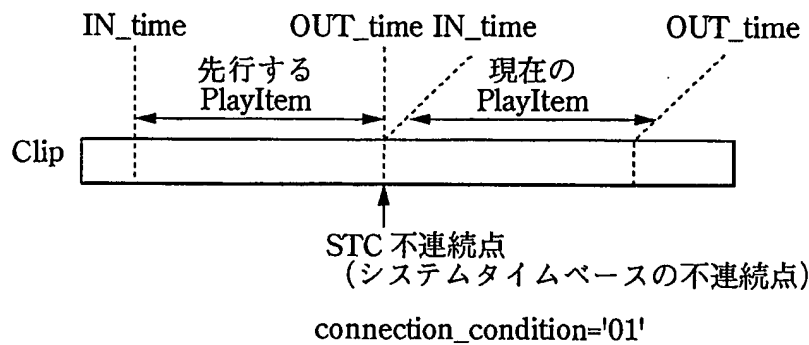 IN_time OUT_time IN_time OUT_time
先行する
PlayItem
現在の
PlayItem
Clip
STC 不連続点
(システムタイムベースの不連続点)
connection_condition='01'